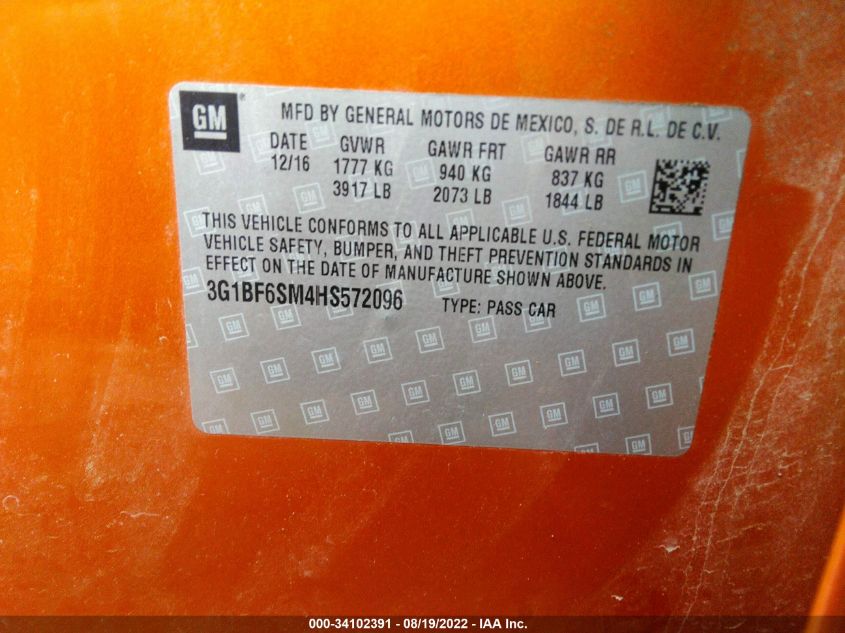 GM
MFD BY GENERAL MOTORS DE MEXICO, S. DE R.L. DE C.V.
DATE GVWR GAWR FRT GAWR RR
12/16 1777 KG 940 KG 837 KG
3917 LB 2073 LB 1844 LB
THIS VEHICLE CONFORMS TO ALL APPLICABLE U.S. FEDERAL MOTOR
VEHICLE SAFETY, BUMPER, AND THEFT PREVENTION STANDARDS IN
EFFECT ON THE DATE OF MANUFACTURE SHOWN ABOVE.
3G1BF6SM4HS572096 TYPE: PASS CAR
000-34102391 - 08/19/2022 - IAA Inc.